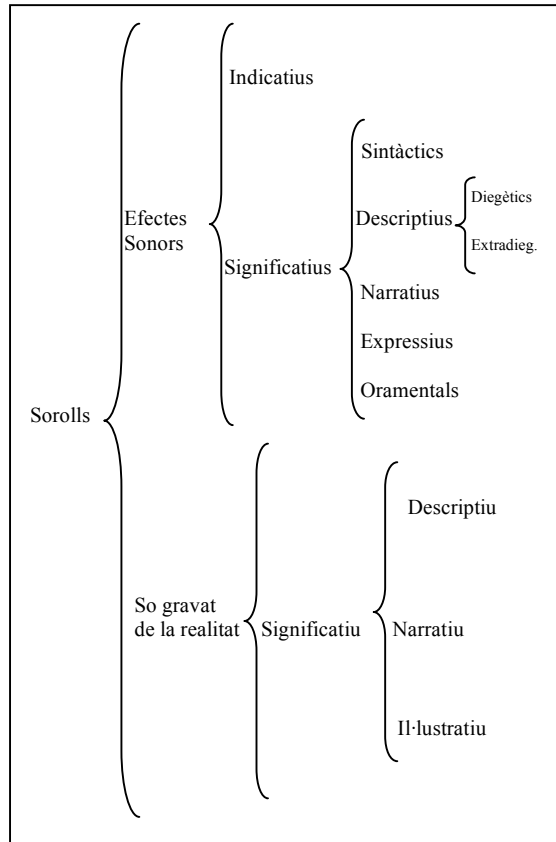 Indicatius
Sintàctics
Diegètics
Efectes
Sonors
Descriptius
Extradieg.
Significatius
Narratius
Expressius
Oramentals
Sorolls
Descriptiu
So gravat
de la realitat
Significatiu
Narratiu
Il·lustratiu